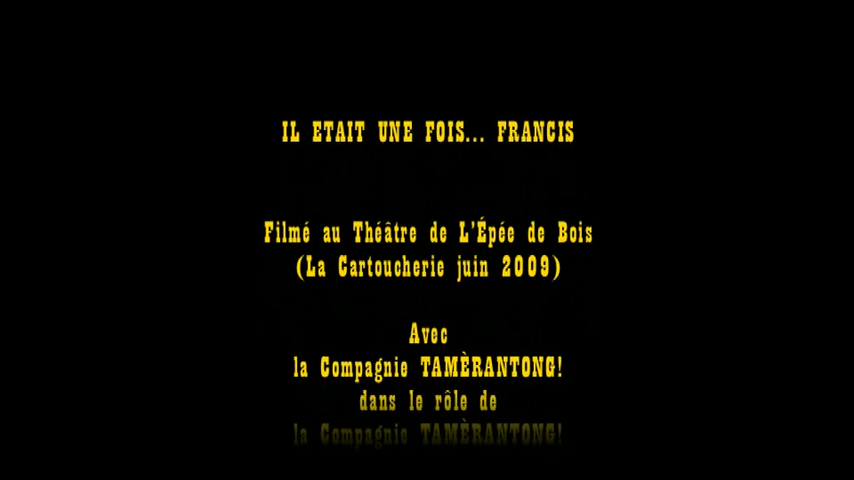 IL ETAIT UNE FOIS... FRANCIS
Filmé au Théâtre de L'Épée de Bois
(La Cartoucherie juin 2009)
Avec
la Compagnie TAMÈRANTONG!
dans le rôle de
la Compagnie TAMÈRANTONG!